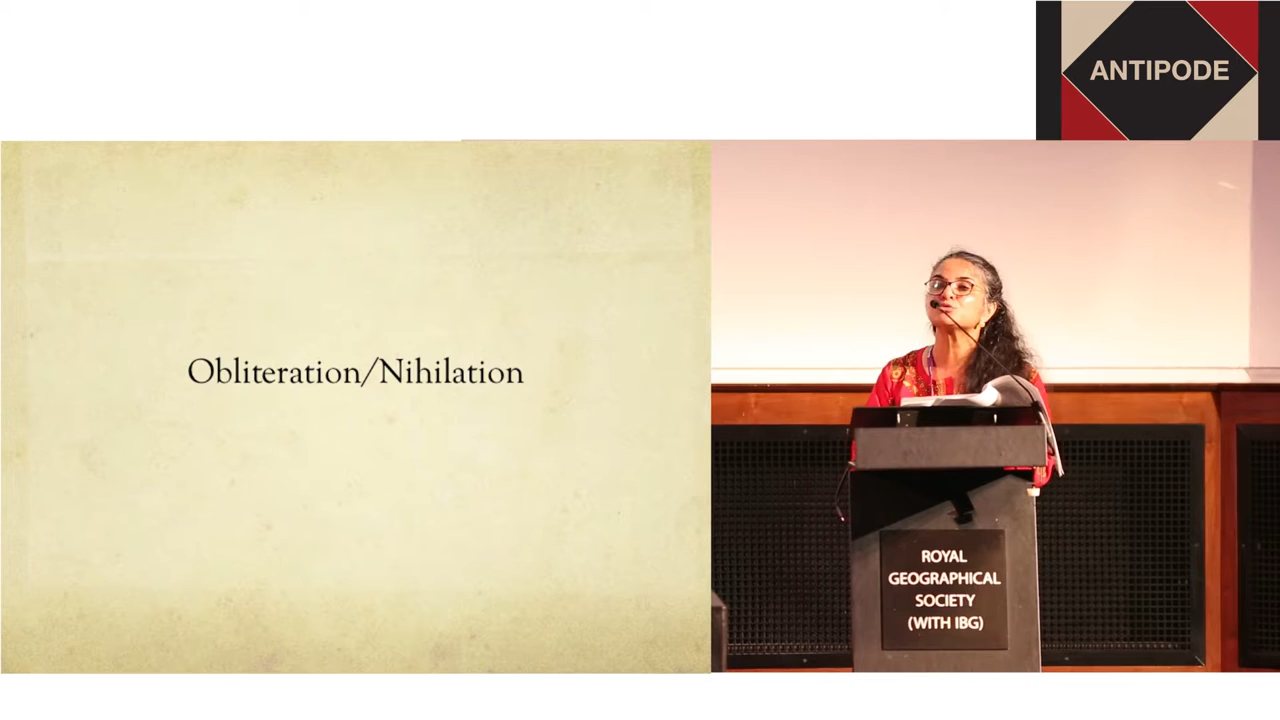 ANTIPODE
Obliteration/Nihilation
ROYAL
GEOGRAPHICAL
SOCIETY
(WITH IBG)